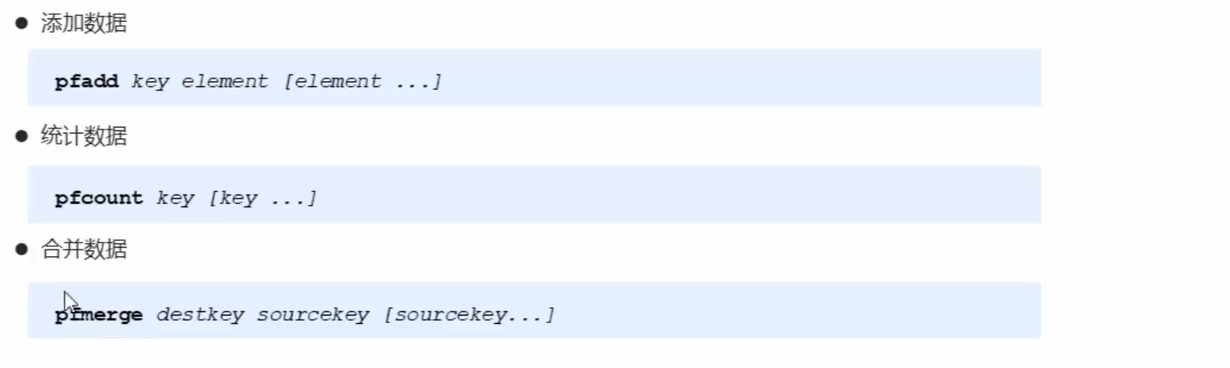 ● 添加数据
pfadd key element [element ...]
● 统计数据
pfcount key [key ...]
● 合并数据
pfmerge destkey sourcekey [sourcekey...]